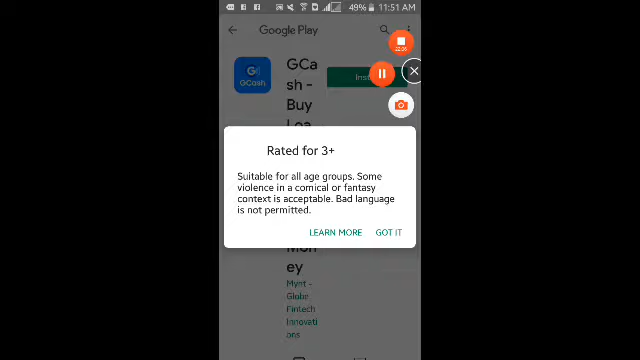 49% 11:51 AM
Google Play
GCa
sh -
Buy
Loa
GCash
Rated for 3+
Suitable for all age groups. Some
violence in a comical or fantasy
context is acceptable. Bad language
is not permitted.
LEARN MORE GOT IT
Mon
ey
Mynt -
Globe
Fintech
Innovati
ons